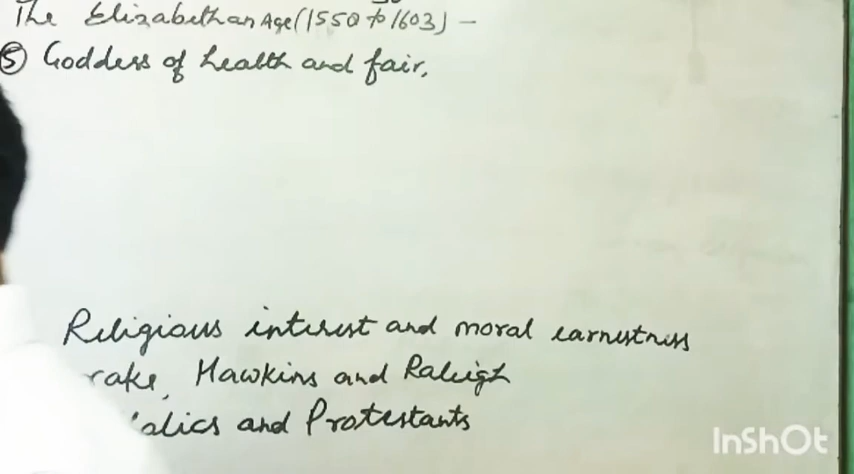 The Elizabethan Age (1550 to 1603) -
⑤ Goddess of health and fair.
Religious interest and moral earnestness
rake, Hawkins and Raleigh
alics and Protestants
InShOt